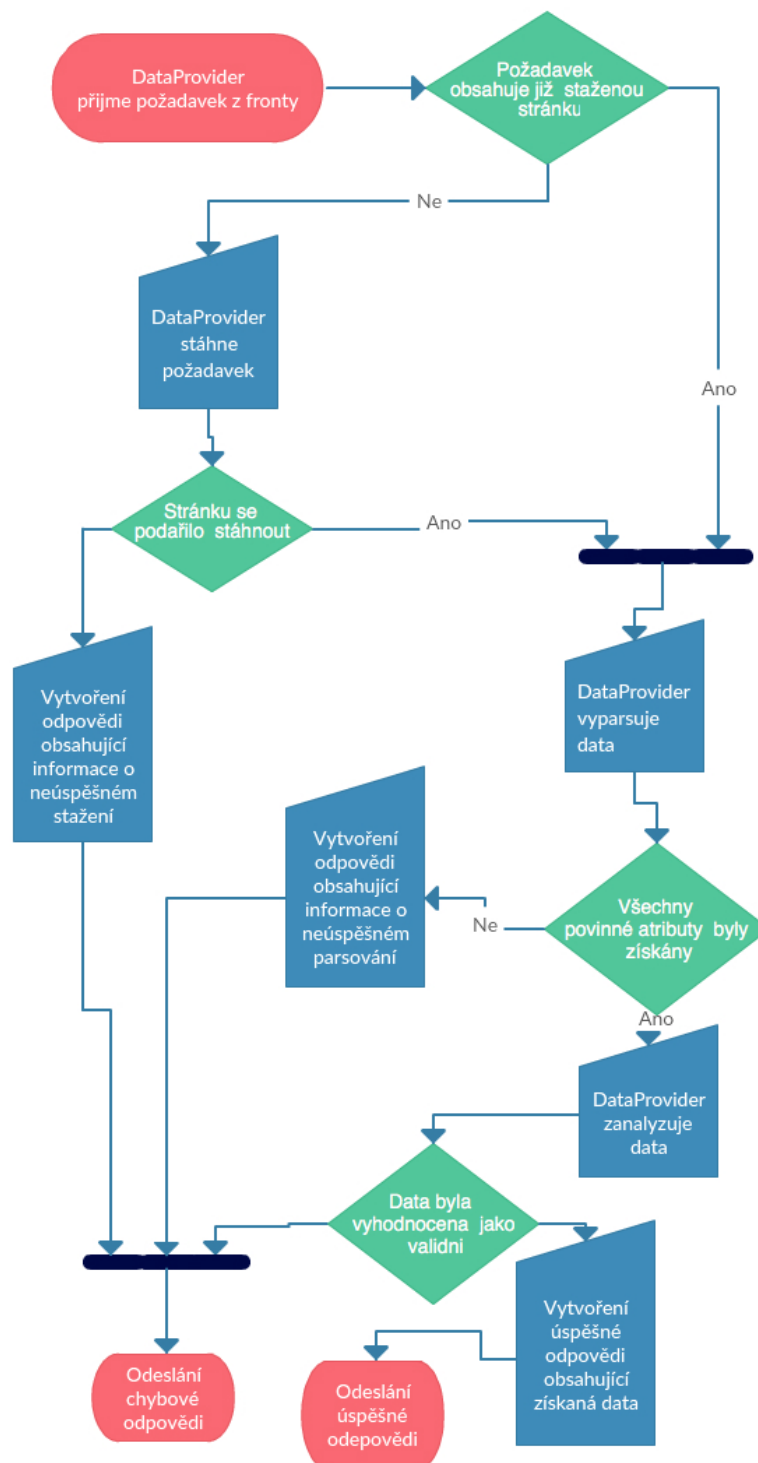 DataProvider
přijme požadavek z fronty
Požadavek
obsahuje již staženou
stránku
Ne
Ano
DataProvider
stáhne
požadavek
Stránku se
podařilo stáhnout
Ano
Vytvoření
odpovědi
obsahující
informace o
neúspěšném
stažení
DataProvider
vyparsuje
data
Vytvoření
odpovědi
obsahující
informace o
neúspěšném
parsování
Ne
Všechny
povinné atributy byly
získány
Ano
DataProvider
zanalyzuje
data
Data byla
vyhodnocena jako
validni
Vytvoření
úspěšné
odpovědi
obsahující
získaná data
Odeslání
chybové
odpovědi
Odeslání
úspěšné
odepovědi